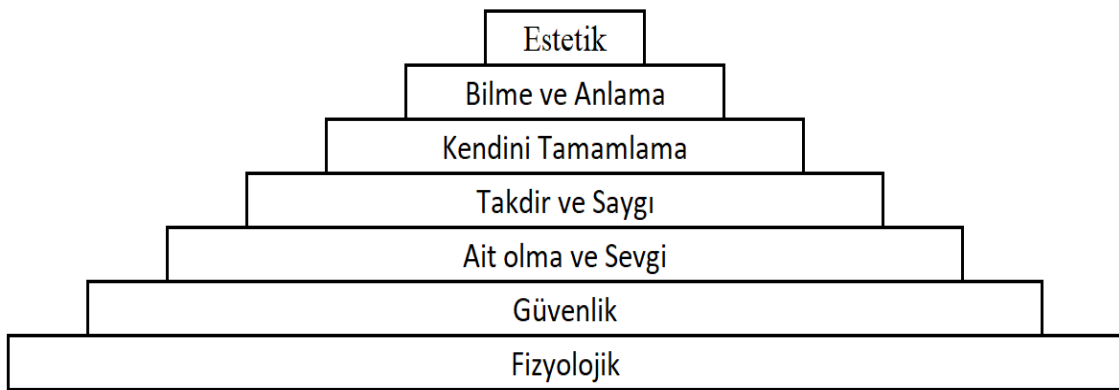 Estetik
Bilme ve Anlama
Kendini Tamamlama
Takdir ve Saygı
Ait olma ve Sevgi
Güvenlik
Fizyolojik